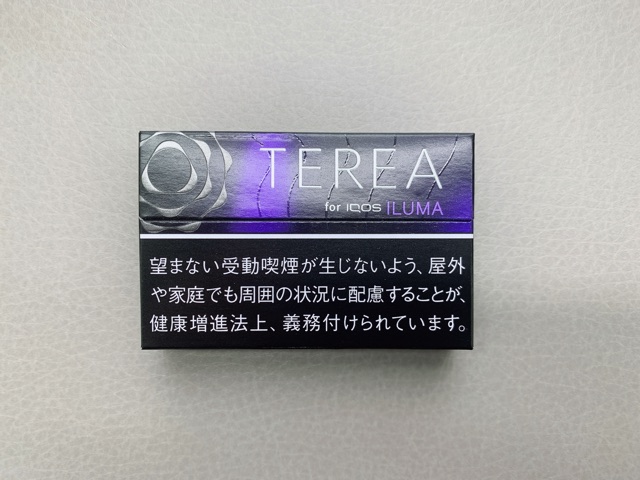 TEREA
for IQOS ILUMA
望まない受動喫煙が生じないよう、屋外
や家庭でも周囲の状況に配慮することが、
健康増進法上、義務付けられています。